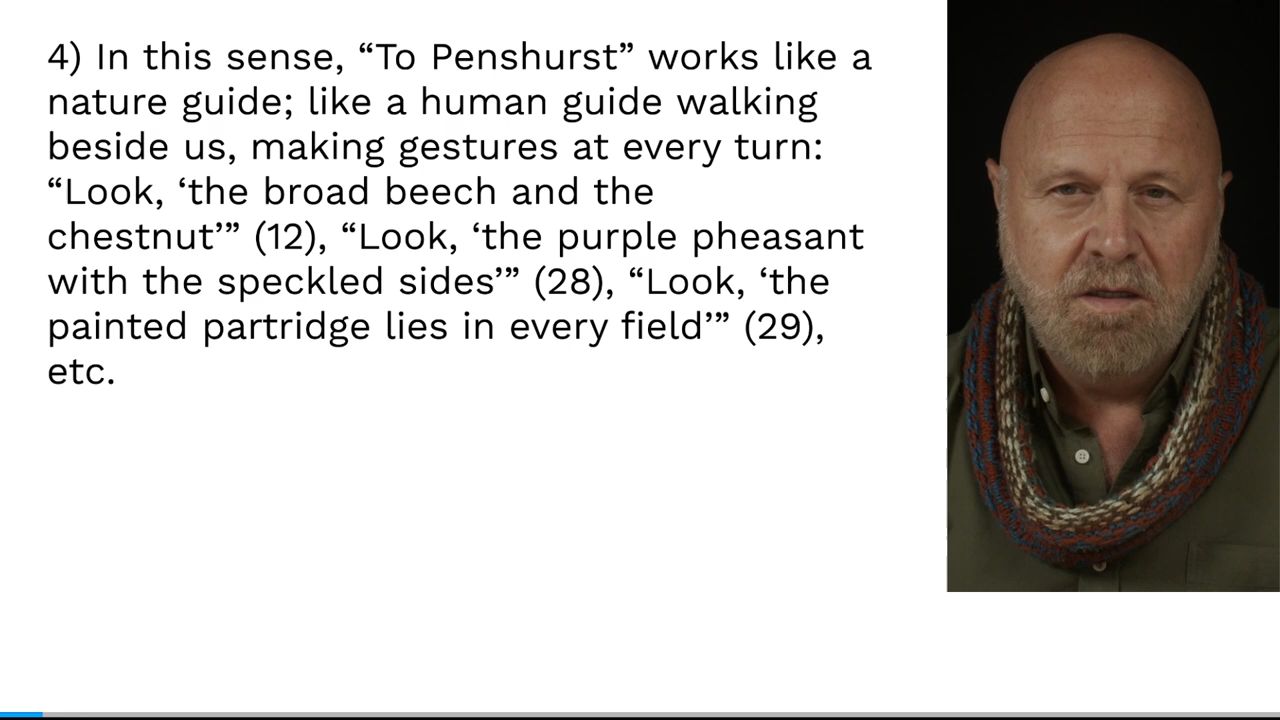 4) In this sense, “To Penshurst” works like a
nature guide; like a human guide walking
beside us, making gestures at every turn:
“Look, ‘the broad beech and the
chestnut’” (12), “Look, ‘the purple pheasant
with the speckled sides’” (28), “Look, ‘the
painted partridge lies in every field’” (29),
etc.